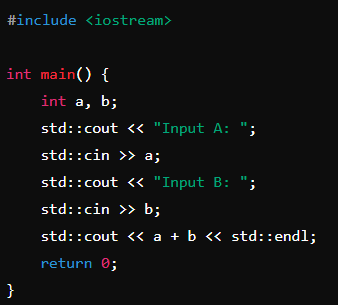 #include <iostream>

int main() {
    int a, b;
    std::cout << "Input A: ";
    std::cin >> a;
    std::cout << "Input B: ";
    std::cin >> b;
    std::cout << a + b << std::endl;
    return 0;
}